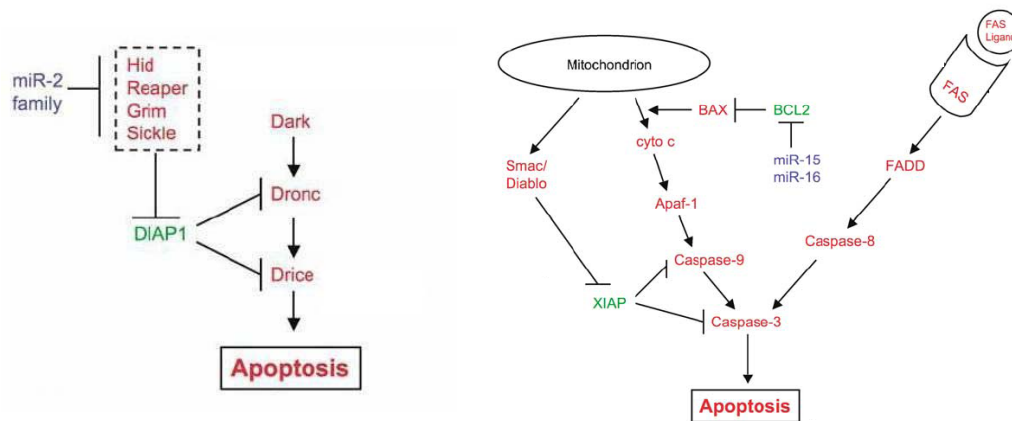 miR-2
family
Hid
Reaper
Grim
Sickle
Dark
Dronc
DIAP1
Drice
Apoptosis
Mitochondrion
FAS
Ligand
FAS
BAX
BCL2
cyto c
miR-15
miR-16
Smac/
Diablo
FADD
Apaf-1
Caspase-8
Caspase-9
XIAP
Caspase-3
Apoptosis